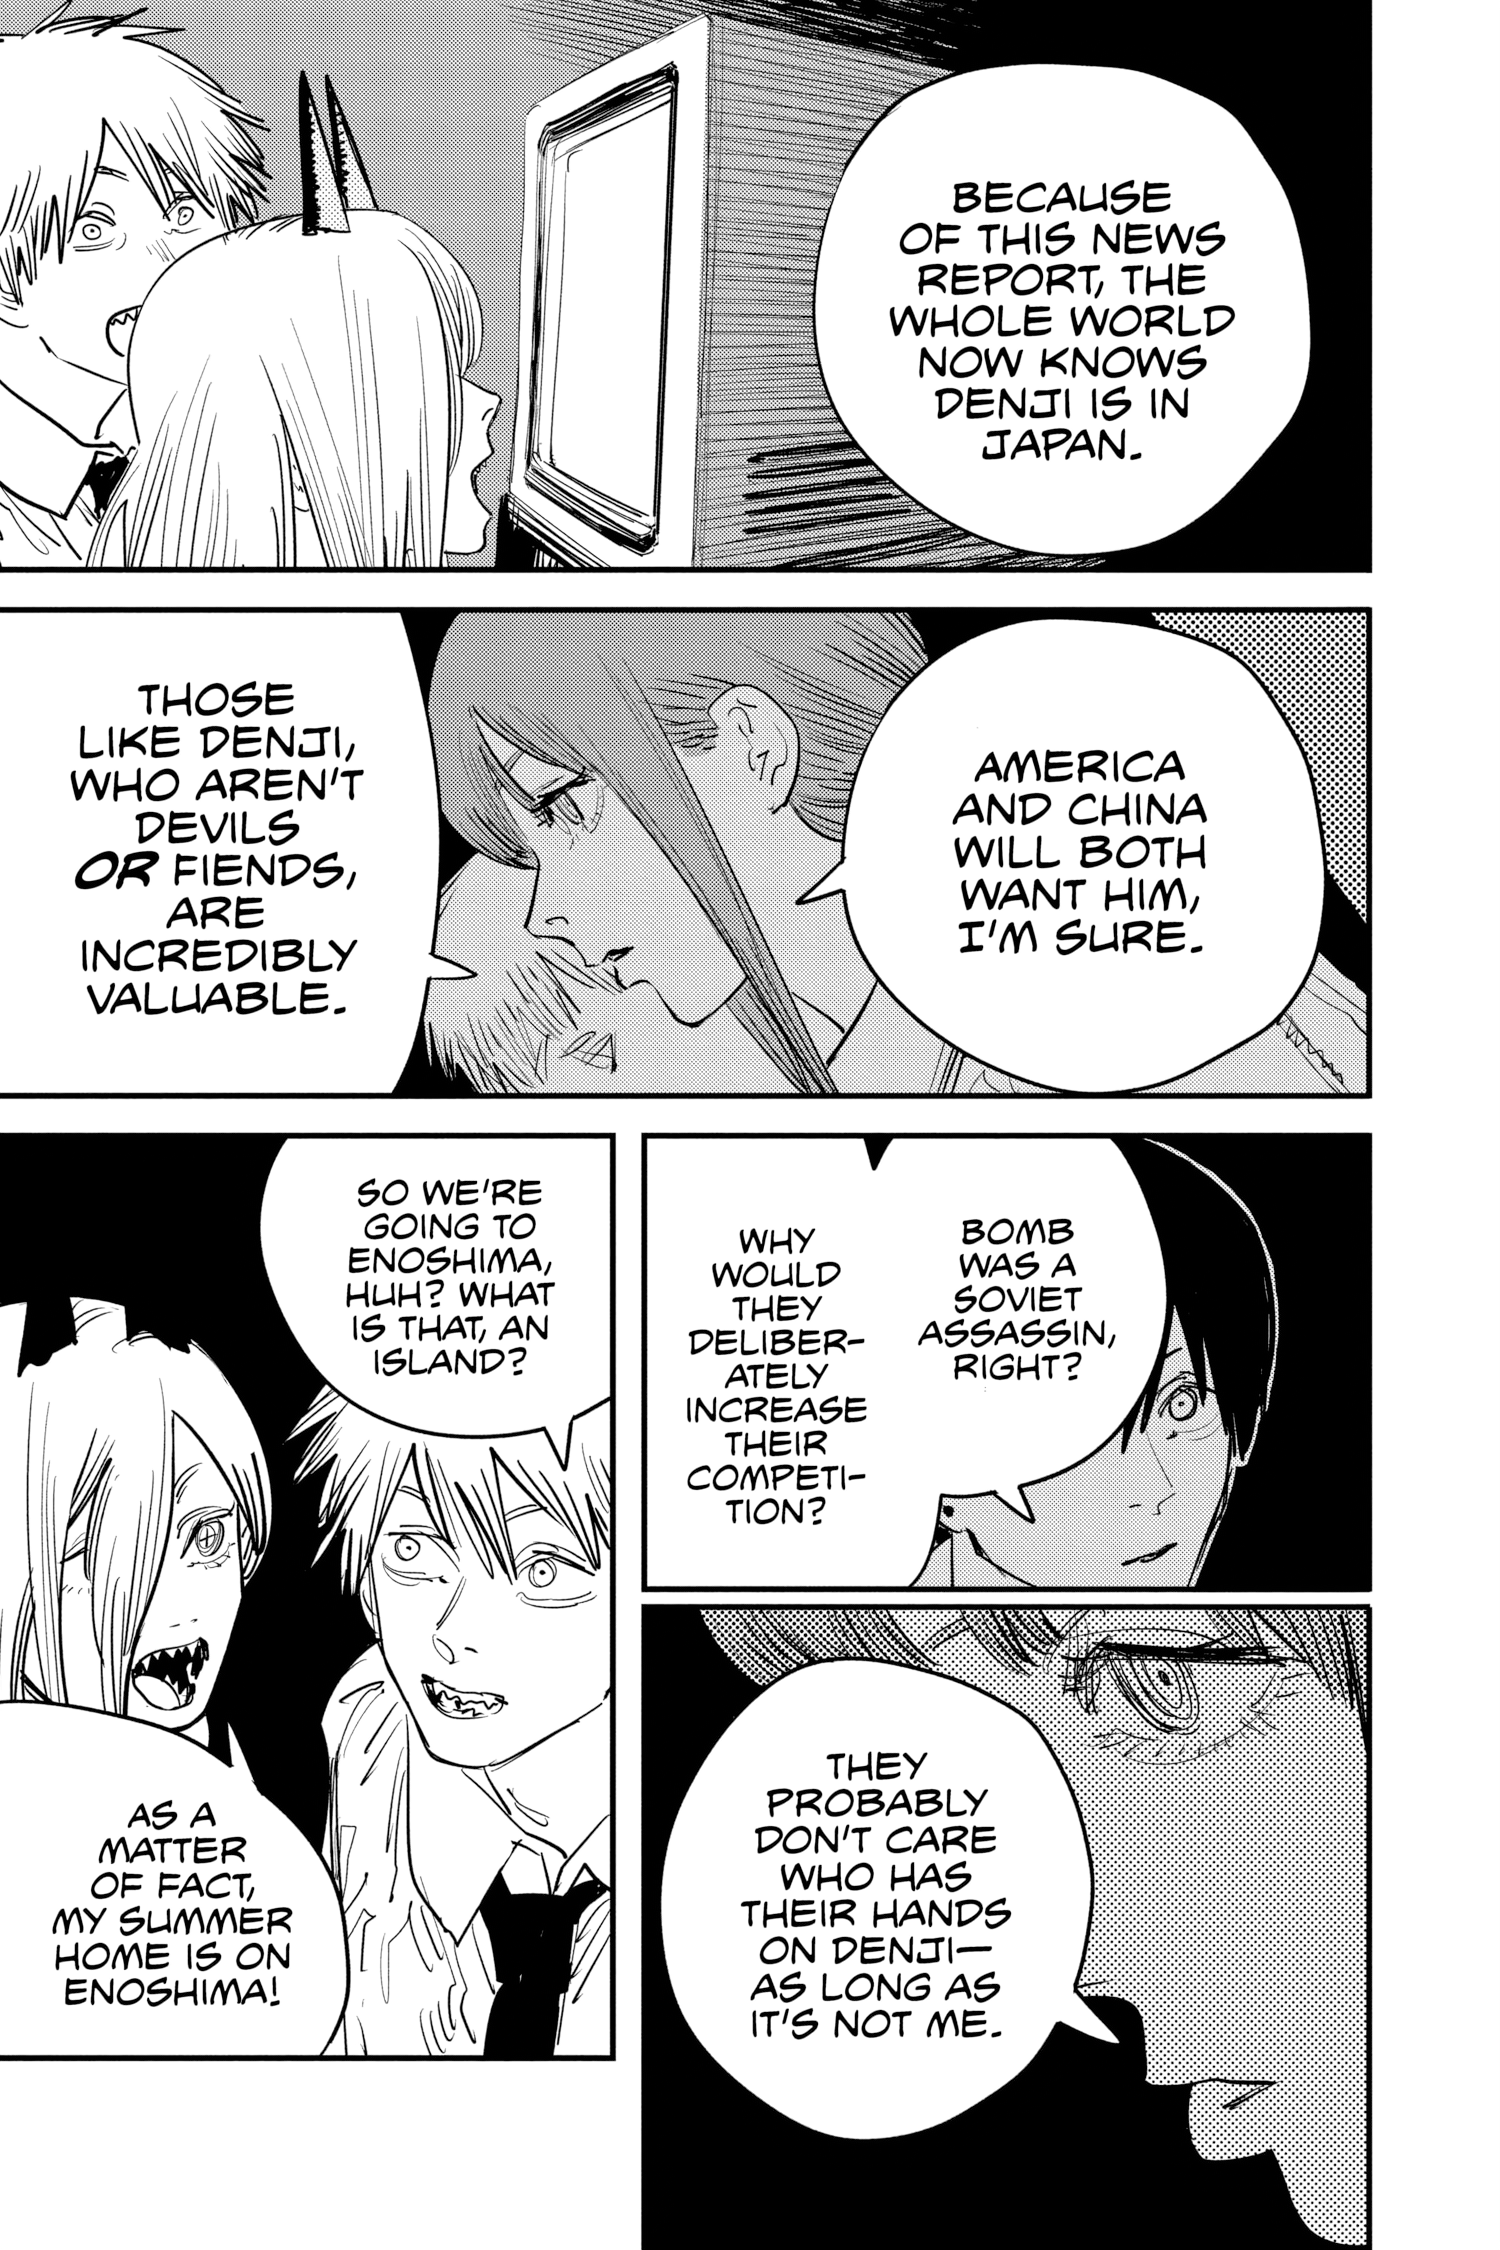 BECAUSE
OF THIS NEWS
REPORT, THE
WHOLE WORLD
NOW KNOWS
DENJI IS IN
JAPAN.
AMERICA
AND CHINA
WILL BOTH
WANT HIM,
I'M SURE.
THOSE
LIKE DENJI,
WHO AREN'T
DEVILS
OR FIENDS,
ARE
INCREDIBLY
VALUABLE.
BOMB
WAS A
SOVIET
ASSASSIN,
RIGHT?
WHY
WOULD
THEY
DELIBER-
ATELY
INCREASE
THEIR
COMPETI-
TION?
THEY
PROBABLY
DON'T CARE
WHO HAS
THEIR HANDS
ON DENJI—
AS LONG AS
IT'S NOT ME.
SO WE'RE
GOING TO
ENOSHIMA,
HUH? WHAT
IS THAT, AN
ISLAND?
AS A
MATTER
OF FACT,
MY SUMMER
HOME IS ON
ENOSHIMA!